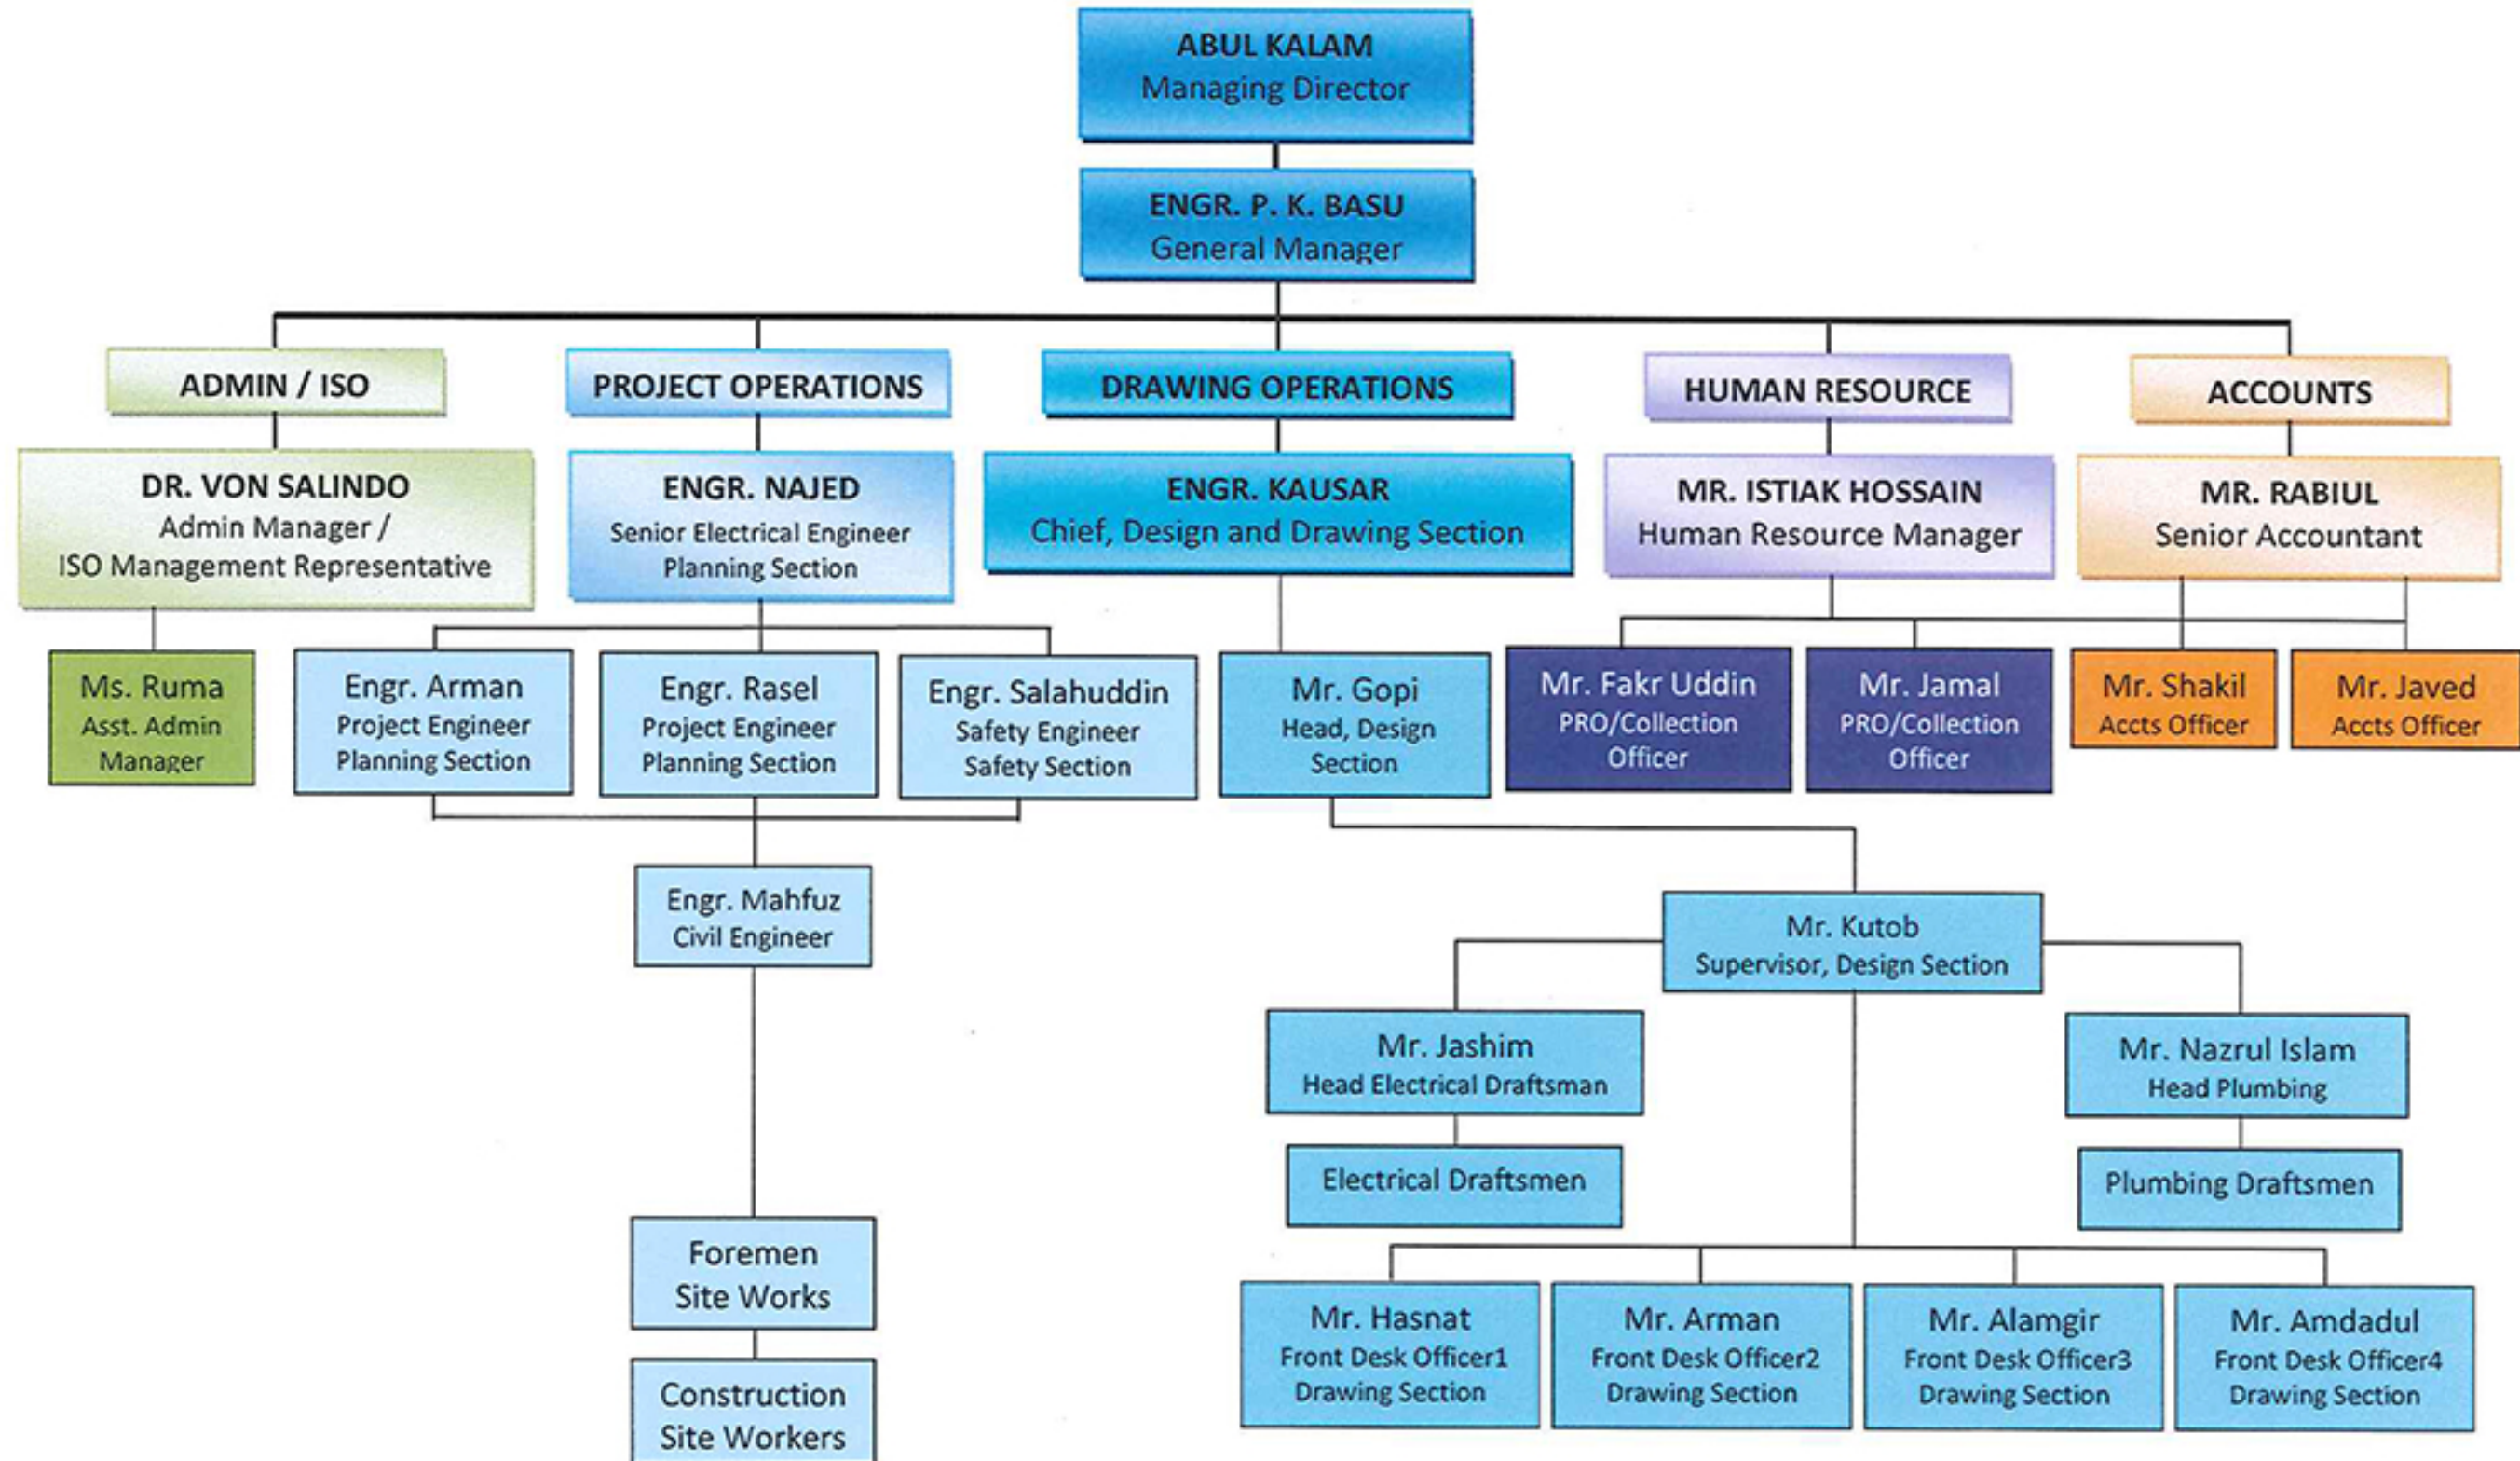 ABUL KALAM
Managing Director
ENGR. P. K. BASU
General Manager
ADMIN / ISO
PROJECT OPERATIONS
DRAWING OPERATIONS
HUMAN RESOURCE
ACCOUNTS
DR. VON SALINDO
Admin Manager /
ISO Management Representative
ENGR. NAJED
Senior Electrical Engineer
Planning Section
ENGR. KAUSAR
Chief, Design and Drawing Section
MR. ISTIAK HOSSAIN
Human Resource Manager
MR. RABIUL
Senior Accountant
Ms. Ruma
Asst. Admin
Manager
Engr. Arman
Project Engineer
Planning Section
Engr. Rasel
Project Engineer
Planning Section
Engr. Salahuddin
Safety Engineer
Safety Section
Mr. Gopi
Head, Design
Section
Mr. Fakr Uddin
PRO/Collection
Officer
Mr. Jamal
PRO/Collection
Officer
Mr. Shakil
Accts Officer
Mr. Javed
Accts Officer
Engr. Mahfuz
Civil Engineer
Mr. Kutob
Supervisor, Design Section
Mr. Jashim
Head Electrical Draftsman
Mr. Nazrul Islam
Head Plumbing
Electrical Draftsmen
Plumbing Draftsmen
Foremen
Site Works
Construction
Site Workers
Mr. Hasnat
Front Desk Officer1
Drawing Section
Mr. Arman
Front Desk Officer2
Drawing Section
Mr. Alamgir
Front Desk Officer3
Drawing Section
Mr. Amdadul
Front Desk Officer4
Drawing Section